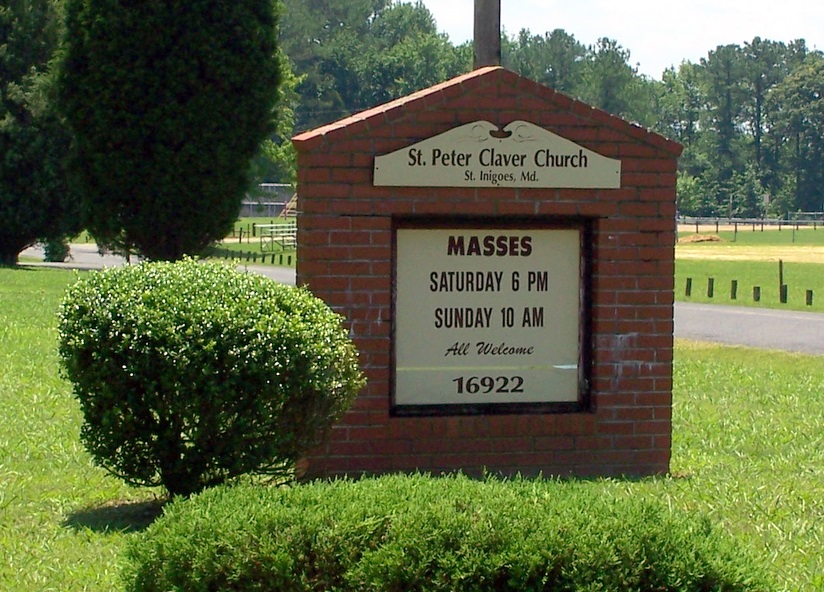 St. Peter Claver Church
St. Inigoes, Md.
MASSES
SATURDAY 6 PM
SUNDAY 10 AM
All Welcome
16922